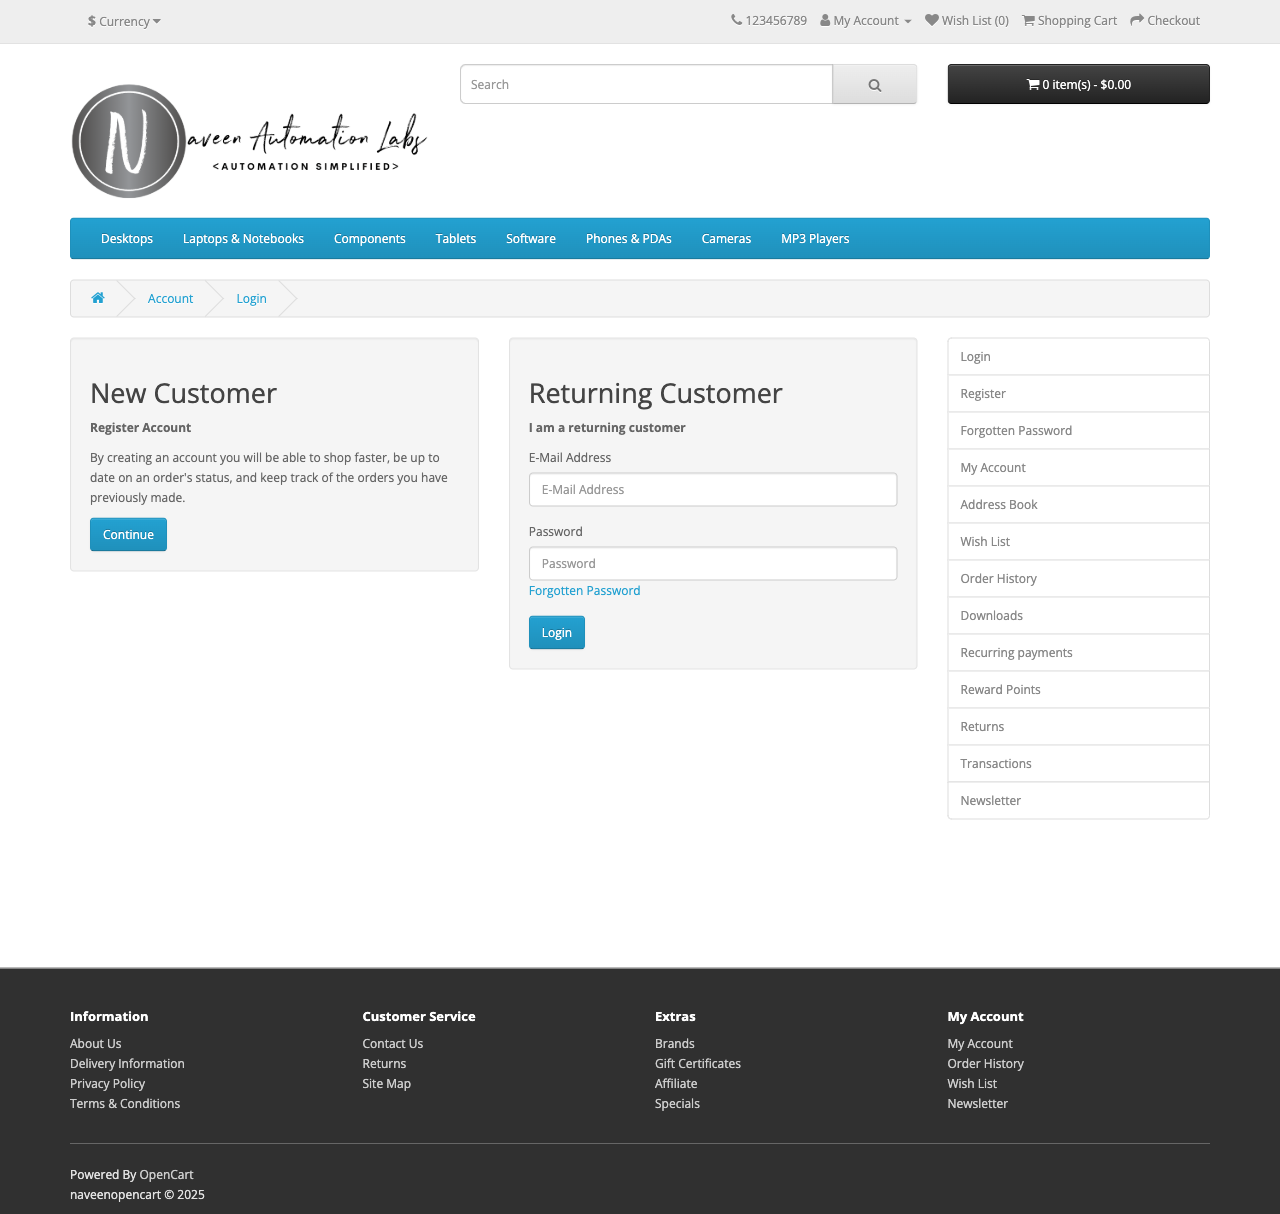 $ Currency
123456789 My Account Wish List (0) Shopping Cart Checkout
Search
0 item(s) - $0.00
Naveen Automation Labs
<AUTOMATION SIMPLIFIED>
Desktops Laptops & Notebooks Components Tablets Software Phones & PDAs Cameras MP3 Players
Account Login
New Customer
Register Account
By creating an account you will be able to shop faster, be up to
date on an order's status, and keep track of the orders you have
previously made.
Continue
Returning Customer
I am a returning customer
E-Mail Address
E-Mail Address
Password
Password
Forgotten Password
Login
Login
Register
Forgotten Password
My Account
Address Book
Wish List
Order History
Downloads
Recurring payments
Reward Points
Returns
Transactions
Newsletter
Information
About Us
Delivery Information
Privacy Policy
Terms & Conditions
Customer Service
Contact Us
Returns
Site Map
Extras
Brands
Gift Certificates
Affiliate
Specials
My Account
My Account
Order History
Wish List
Newsletter
Powered By OpenCart
naveenopencart © 2025